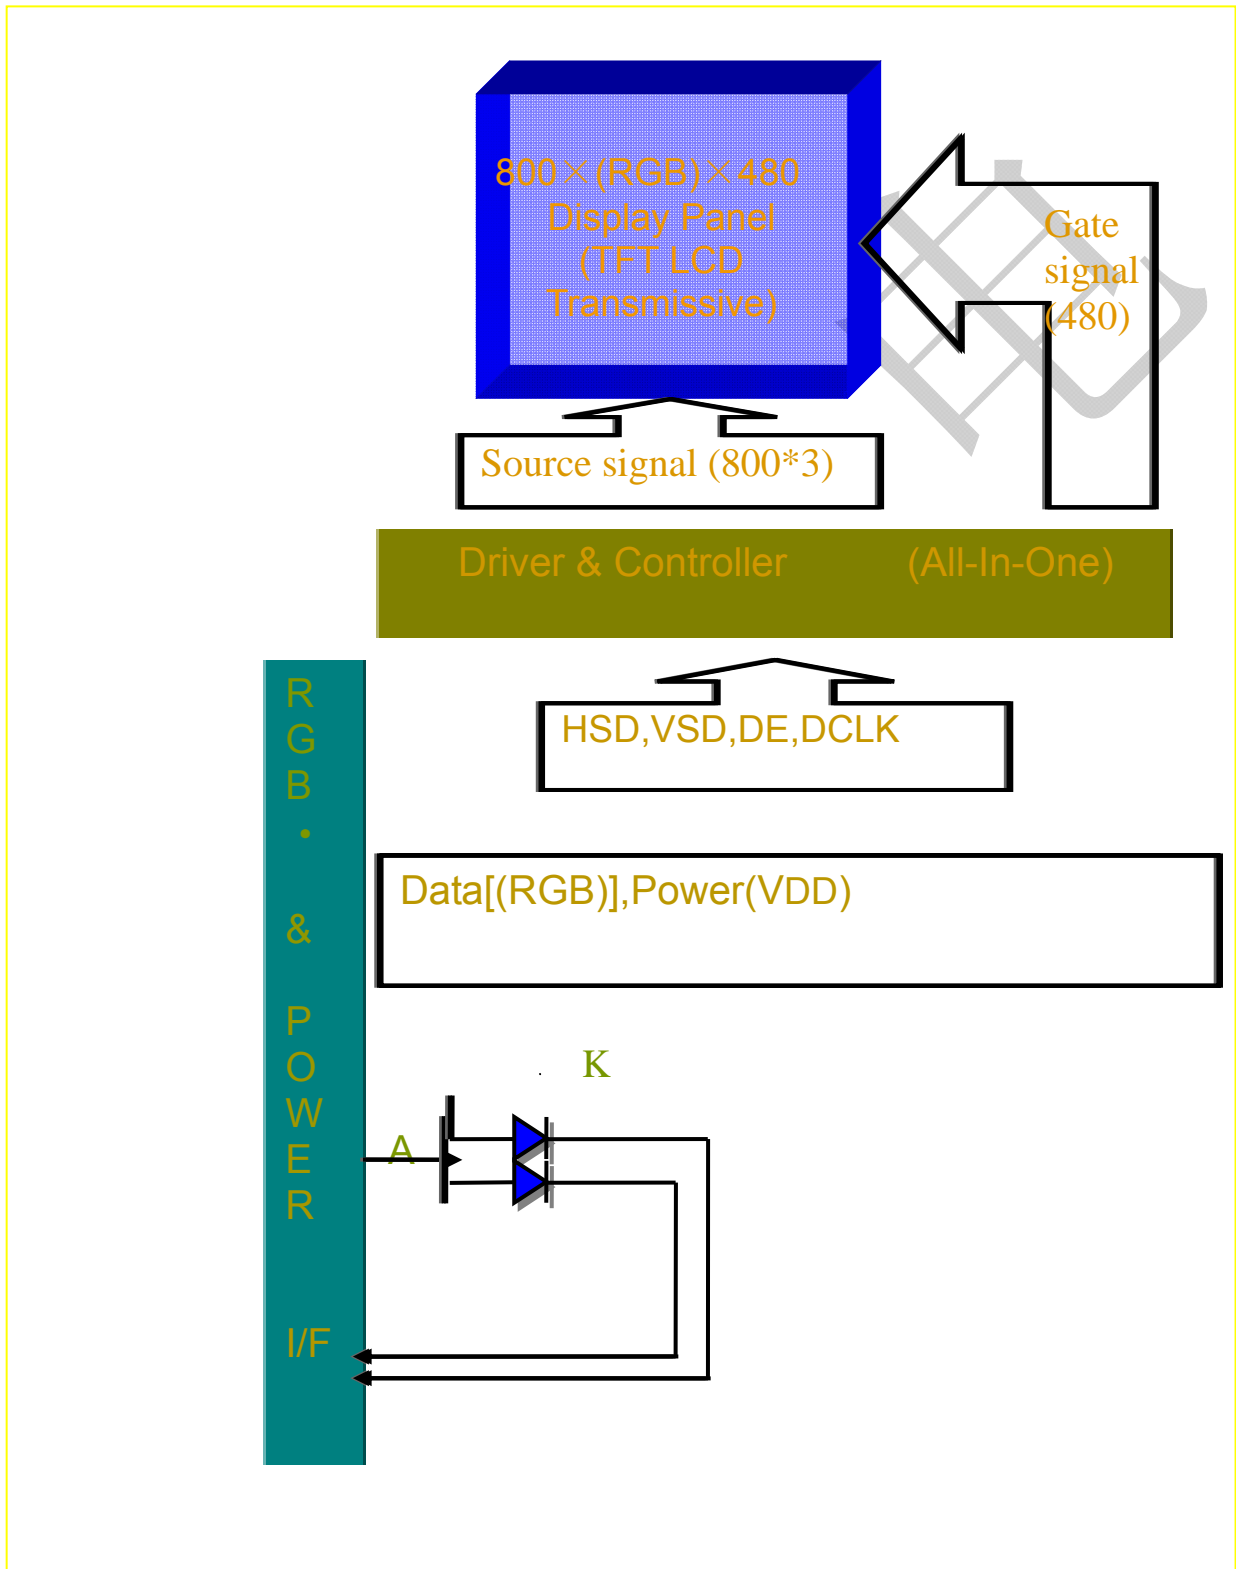 800×(RGB)×480
Display Panel
(TFT LCD
Transmissive)
Gate
signal
(480)
Source signal (800*3)
Driver & Controller (All-In-One)
HSD,VSD,DE,DCLK
Data[(RGB)],Power(VDD)
R
G
B
•
&
P
O
W
E
R
I/F
K
A